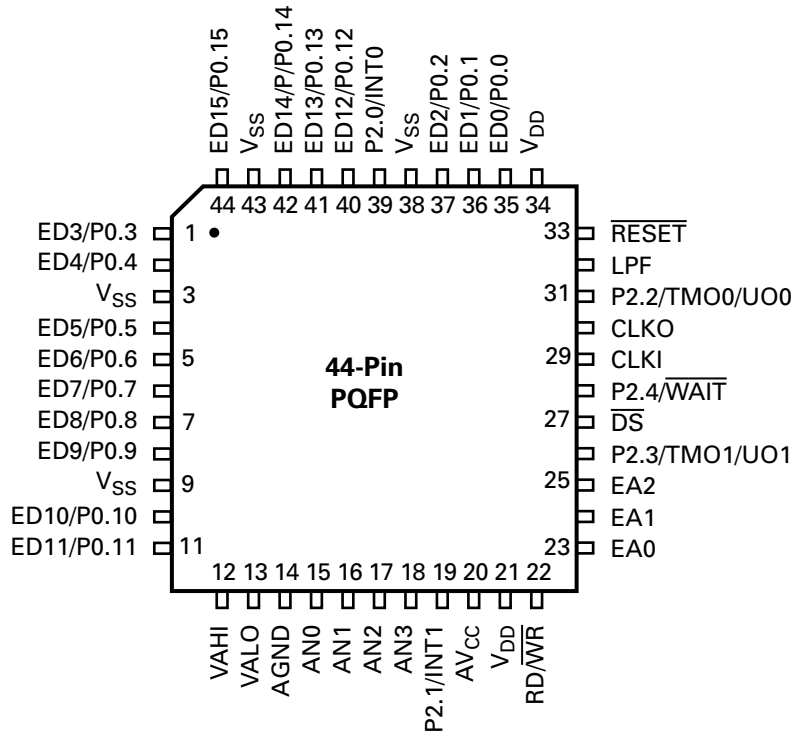 ED15/P0.15
VSS
ED14/P/P0.14
ED13/P0.13
ED12/P0.12
P2.0/INT0
VSS
ED2/P0.2
ED1/P0.1
ED0/P0.0
VDD
44 43 42 41 40 39 38 37 36 35 34
ED3/P0.3 1
ED4/P0.4
VSS 3
ED5/P0.5
ED6/P0.6 5
ED7/P0.7
ED8/P0.8 7
ED9/P0.9
VSS 9
ED10/P0.10
ED11/P0.11 11
44-Pin
PQFP
33 RESET
LPF
31 P2.2/TMO0/UO0
CLKO
29 CLKI
P2.4/WAIT
27 DS
P2.3/TMO1/UO1
25 EA2
EA1
23 EA0
12 13 14 15 16 17 18 19 20 21 22
VAHI
VALO
AGND
AN0
AN1
AN2
AN3
P2.1/INT1
AVCC
VDD
RD/WR